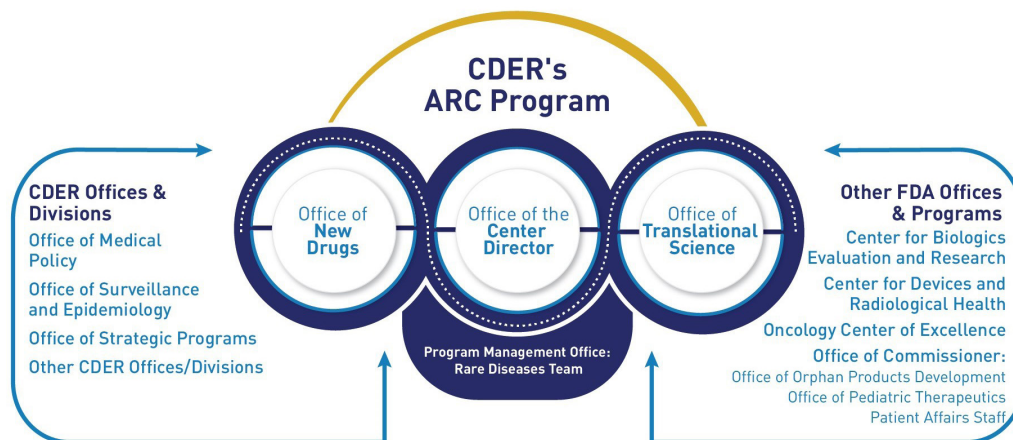 CDER's
ARC Program
CDER Offices &
Divisions
Office of Medical
Policy
Office of Surveillance
and Epidemiology
Office of Strategic Programs
Other CDER Offices/Divisions
Office of
New
Drugs
Office of the
Center
Director
Office of
Translational
Science
Program Management Office:
Rare Diseases Team
Other FDA Offices
& Programs
Center for Biologics
Evaluation and Research
Center for Devices and
Radiological Health
Oncology Center of Excellence
Office of Commissioner:
Office of Orphan Products Development
Office of Pediatric Therapeutics
Patient Affairs Staff